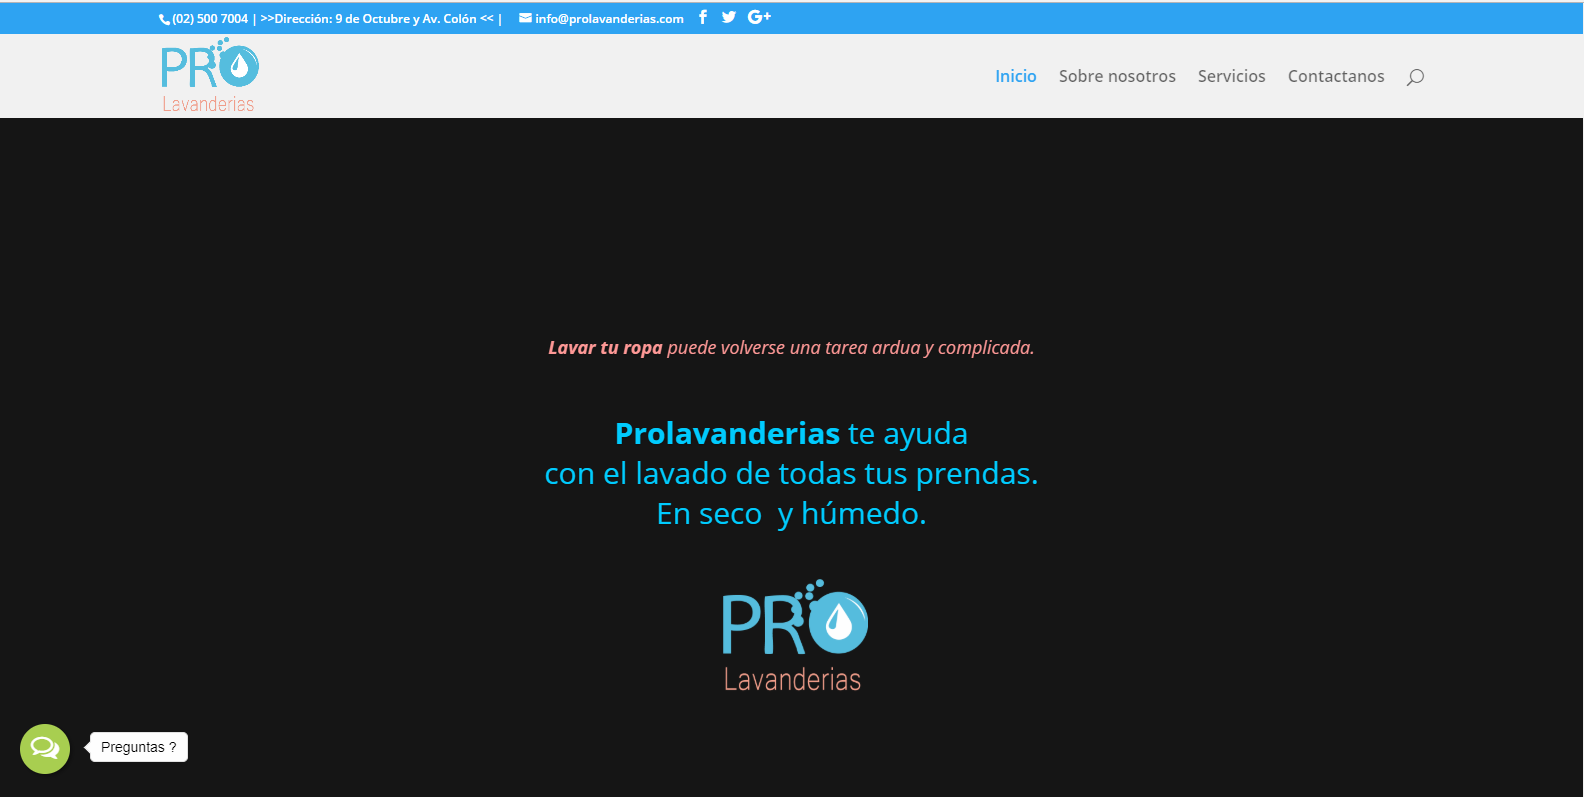 (02) 500 7004 | >>Dirección: 9 de Octubre y Av. Colón << | info@prolavanderias.com
PRO
Lavanderias
Inicio Sobre nosotros Servicios Contactanos
Lavar tu ropa puede volverse una tarea ardua y complicada.
Prolavanderias te ayuda
con el lavado de todas tus prendas.
En seco  y húmedo.
PRO
Lavanderias
Preguntas ?